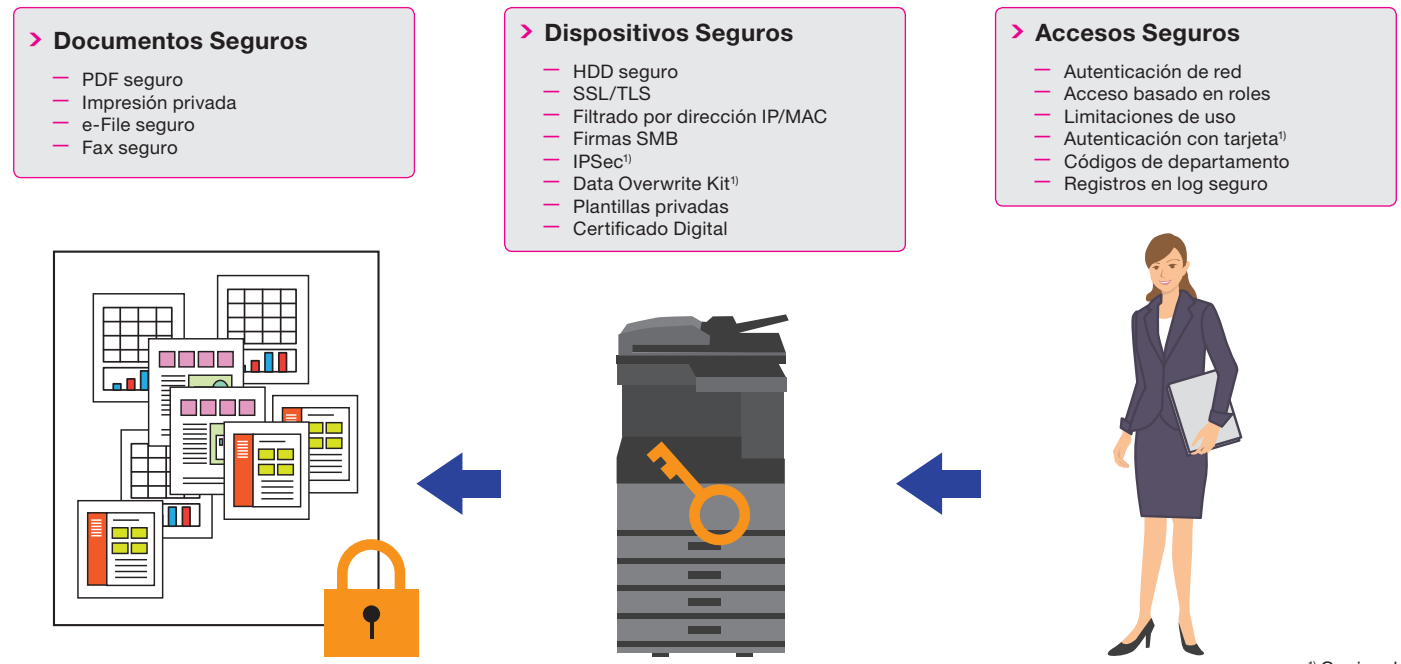 > Documentos Seguros
— PDF seguro
— Impresión privada
— e-File seguro
— Fax seguro
> Dispositivos Seguros
— HDD seguro
— SSL/TLS
— Filtrado por dirección IP/MAC
— Firmas SMB
— IPSec¹⁾
— Data Overwrite Kit¹⁾
— Plantillas privadas
— Certificado Digital
> Accesos Seguros
— Autenticación de red
— Acceso basado en roles
— Limitaciones de uso
— Autenticación con tarjeta¹⁾
— Códigos de departamento
— Registros en log seguro